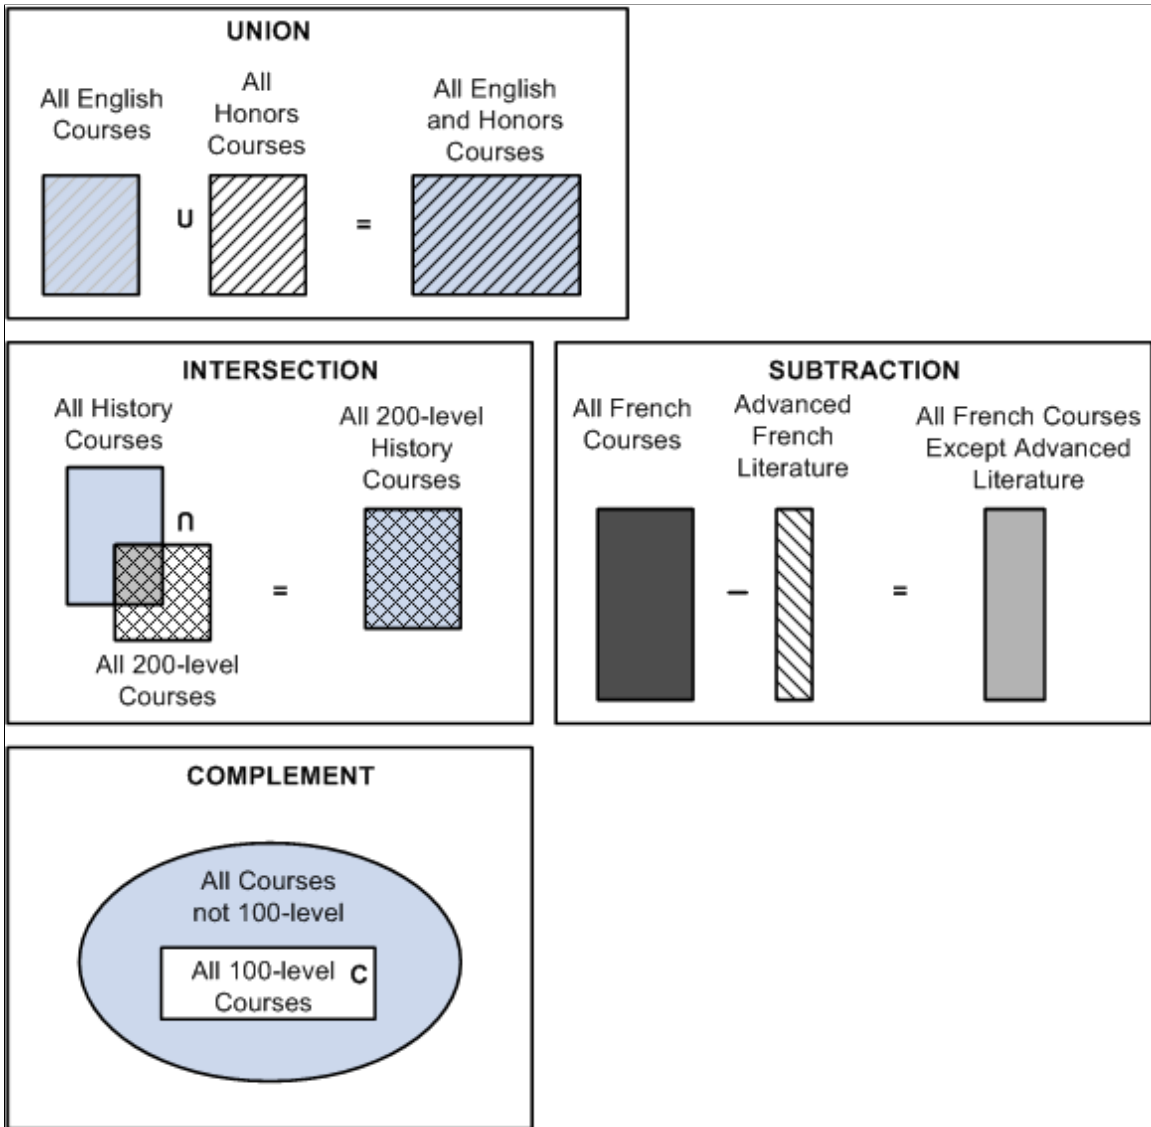 UNION
All English
Courses
All
Honors
Courses
All English
and Honors
Courses
U
=
INTERSECTION
All History
Courses
All 200-level
History
Courses
∩
=
All 200-level
Courses
SUBTRACTION
All French
Courses
Advanced
French
Literature
All French Courses
Except Advanced
Literature
–
=
COMPLEMENT
All Courses
not 100-level
All 100-level C
Courses